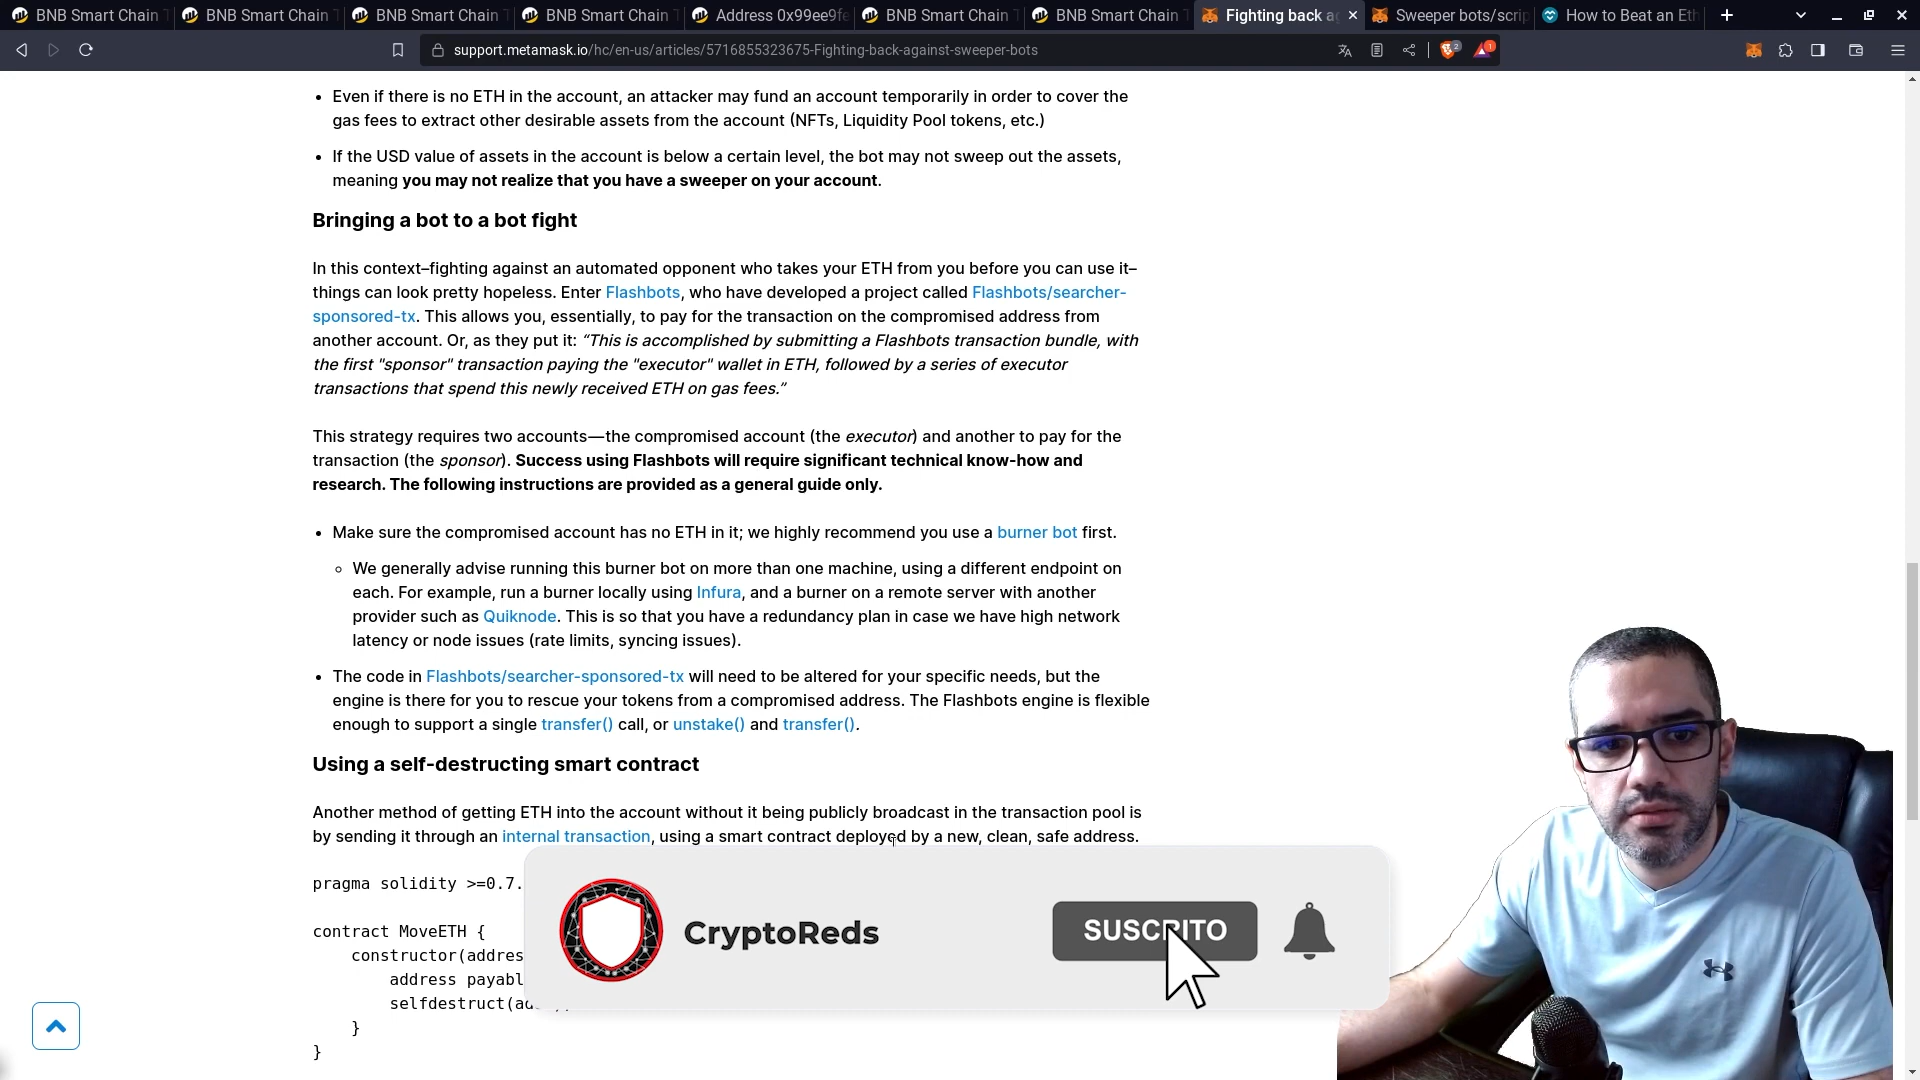 BNB Smart Chain T
BNB Smart Chain T
BNB Smart Chain T
BNB Smart Chain T
Address 0x99ee9fe
BNB Smart Chain T
BNB Smart Chain T
Fighting back ag
Sweeper bots/scrip
How to Beat an Eth
support.metamask.io/hc/en-us/articles/5716855323675-Fighting-back-against-sweeper-bots
2
1
• Even if there is no ETH in the account, an attacker may fund an account temporarily in order to cover the
gas fees to extract other desirable assets from the account (NFTs, Liquidity Pool tokens, etc.)
• If the USD value of assets in the account is below a certain level, the bot may not sweep out the assets,
meaning you may not realize that you have a sweeper on your account.
Bringing a bot to a bot fight
In this context–fighting against an automated opponent who takes your ETH from you before you can use it–
things can look pretty hopeless. Enter Flashbots, who have developed a project called Flashbots/searcher-
sponsored-tx. This allows you, essentially, to pay for the transaction on the compromised address from
another account. Or, as they put it: “This is accomplished by submitting a Flashbots transaction bundle, with
the first "sponsor" transaction paying the "executor" wallet in ETH, followed by a series of executor
transactions that spend this newly received ETH on gas fees.”
This strategy requires two accounts—the compromised account (the executor) and another to pay for the
transaction (the sponsor). Success using Flashbots will require significant technical know-how and
research. The following instructions are provided as a general guide only.
• Make sure the compromised account has no ETH in it; we highly recommend you use a burner bot first.
◦ We generally advise running this burner bot on more than one machine, using a different endpoint on
each. For example, run a burner locally using Infura, and a burner on a remote server with another
provider such as Quiknode. This is so that you have a redundancy plan in case we have high network
latency or node issues (rate limits, syncing issues).
• The code in Flashbots/searcher-sponsored-tx will need to be altered for your specific needs, but the
engine is there for you to rescue your tokens from a compromised address. The Flashbots engine is flexible
enough to support a single transfer() call, or unstake() and transfer().
Using a self-destructing smart contract
Another method of getting ETH into the account without it being publicly broadcast in the transaction pool is
by sending it through an internal transaction, using a smart contract deployed by a new, clean, safe address.
pragma solidity >=0.7.
contract MoveETH {
constructor(addres
address payabl
selfdestruct(ad
}
}
CryptoReds
SUSCRITO